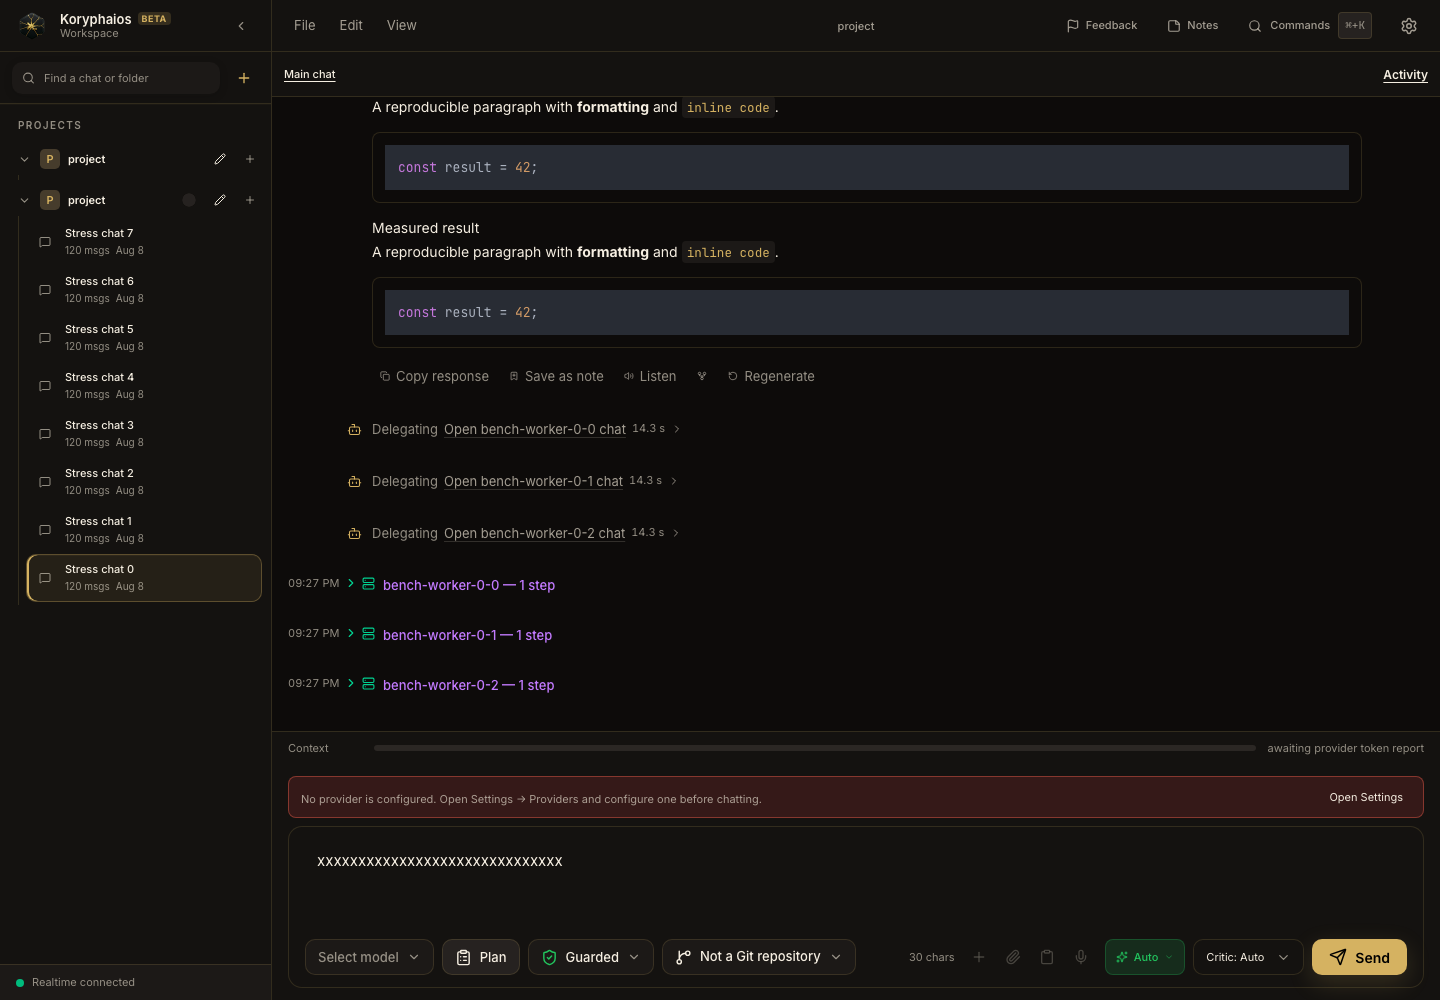 Koryphaios BETA
Workspace
File Edit View
project
Feedback Notes Commands ⌘+K
Find a chat or folder
Main chat
Activity
PROJECTS
P project
P project
Stress chat 7
120 msgs Aug 8
Stress chat 6
120 msgs Aug 8
Stress chat 5
120 msgs Aug 8
Stress chat 4
120 msgs Aug 8
Stress chat 3
120 msgs Aug 8
Stress chat 2
120 msgs Aug 8
Stress chat 1
120 msgs Aug 8
Stress chat 0
120 msgs Aug 8
Realtime connected
A reproducible paragraph with formatting and inline code.
const result = 42;
Measured result
A reproducible paragraph with formatting and inline code.
const result = 42;
Copy response Save as note Listen Regenerate
Delegating Open bench-worker-0-0 chat 14.3 s
Delegating Open bench-worker-0-1 chat 14.3 s
Delegating Open bench-worker-0-2 chat 14.3 s
09:27 PM bench-worker-0-0 — 1 step
09:27 PM bench-worker-0-1 — 1 step
09:27 PM bench-worker-0-2 — 1 step
Context awaiting provider token report
No provider is configured. Open Settings → Providers and configure one before chatting. Open Settings
xxxxxxxxxxxxxxxxxxxxxxxxxxxxxx
Select model Plan Guarded Not a Git repository 30 chars Auto Critic: Auto Send